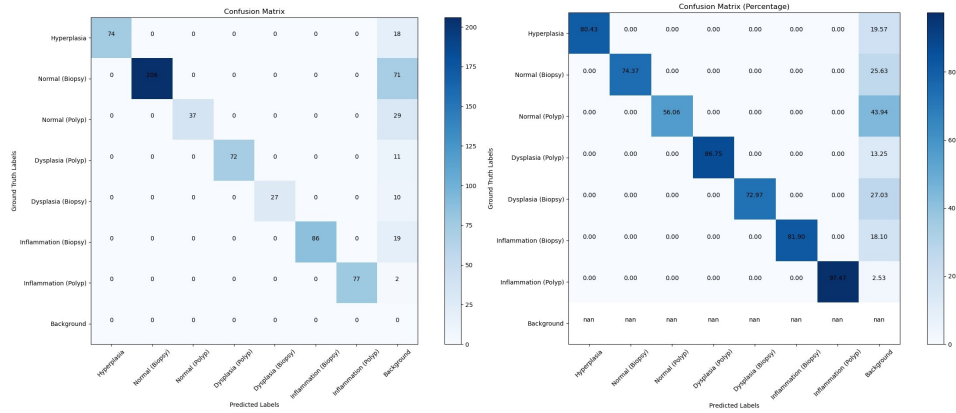 Confusion Matrix
Ground Truth Labels
Hyperplasia 74 0 0 0 0 0 0 18
Normal (Biopsy) 0 206 0 0 0 0 0 71
Normal (Polyp) 0 0 37 0 0 0 0 29
Dysplasia (Polyp) 0 0 0 72 0 0 0 11
Dysplasia (Biopsy) 0 0 0 0 27 0 0 10
Inflammation (Biopsy) 0 0 0 0 0 86 0 19
Inflammation (Polyp) 0 0 0 0 0 0 77 2
Background 0 0 0 0 0 0 0 0
Hyperplasia
Normal (Biopsy)
Normal (Polyp)
Dysplasia (Polyp)
Dysplasia (Biopsy)
Inflammation (Biopsy)
Inflammation (Polyp)
Background
Predicted Labels
200
175
150
125
100
75
50
25
0
Confusion Matrix (Percentage)
Ground Truth Labels
Hyperplasia 80.43 0.00 0.00 0.00 0.00 0.00 0.00 19.57
Normal (Biopsy) 0.00 74.37 0.00 0.00 0.00 0.00 0.00 25.63
Normal (Polyp) 0.00 0.00 56.06 0.00 0.00 0.00 0.00 43.94
Dysplasia (Polyp) 0.00 0.00 0.00 86.75 0.00 0.00 0.00 13.25
Dysplasia (Biopsy) 0.00 0.00 0.00 0.00 72.97 0.00 0.00 27.03
Inflammation (Biopsy) 0.00 0.00 0.00 0.00 0.00 81.90 0.00 18.10
Inflammation (Polyp) 0.00 0.00 0.00 0.00 0.00 0.00 97.47 2.53
Background nan nan nan nan nan nan nan nan
Hyperplasia
Normal (Biopsy)
Normal (Polyp)
Dysplasia (Polyp)
Dysplasia (Biopsy)
Inflammation (Biopsy)
Inflammation (Polyp)
Background
Predicted Labels
80
60
40
20
0